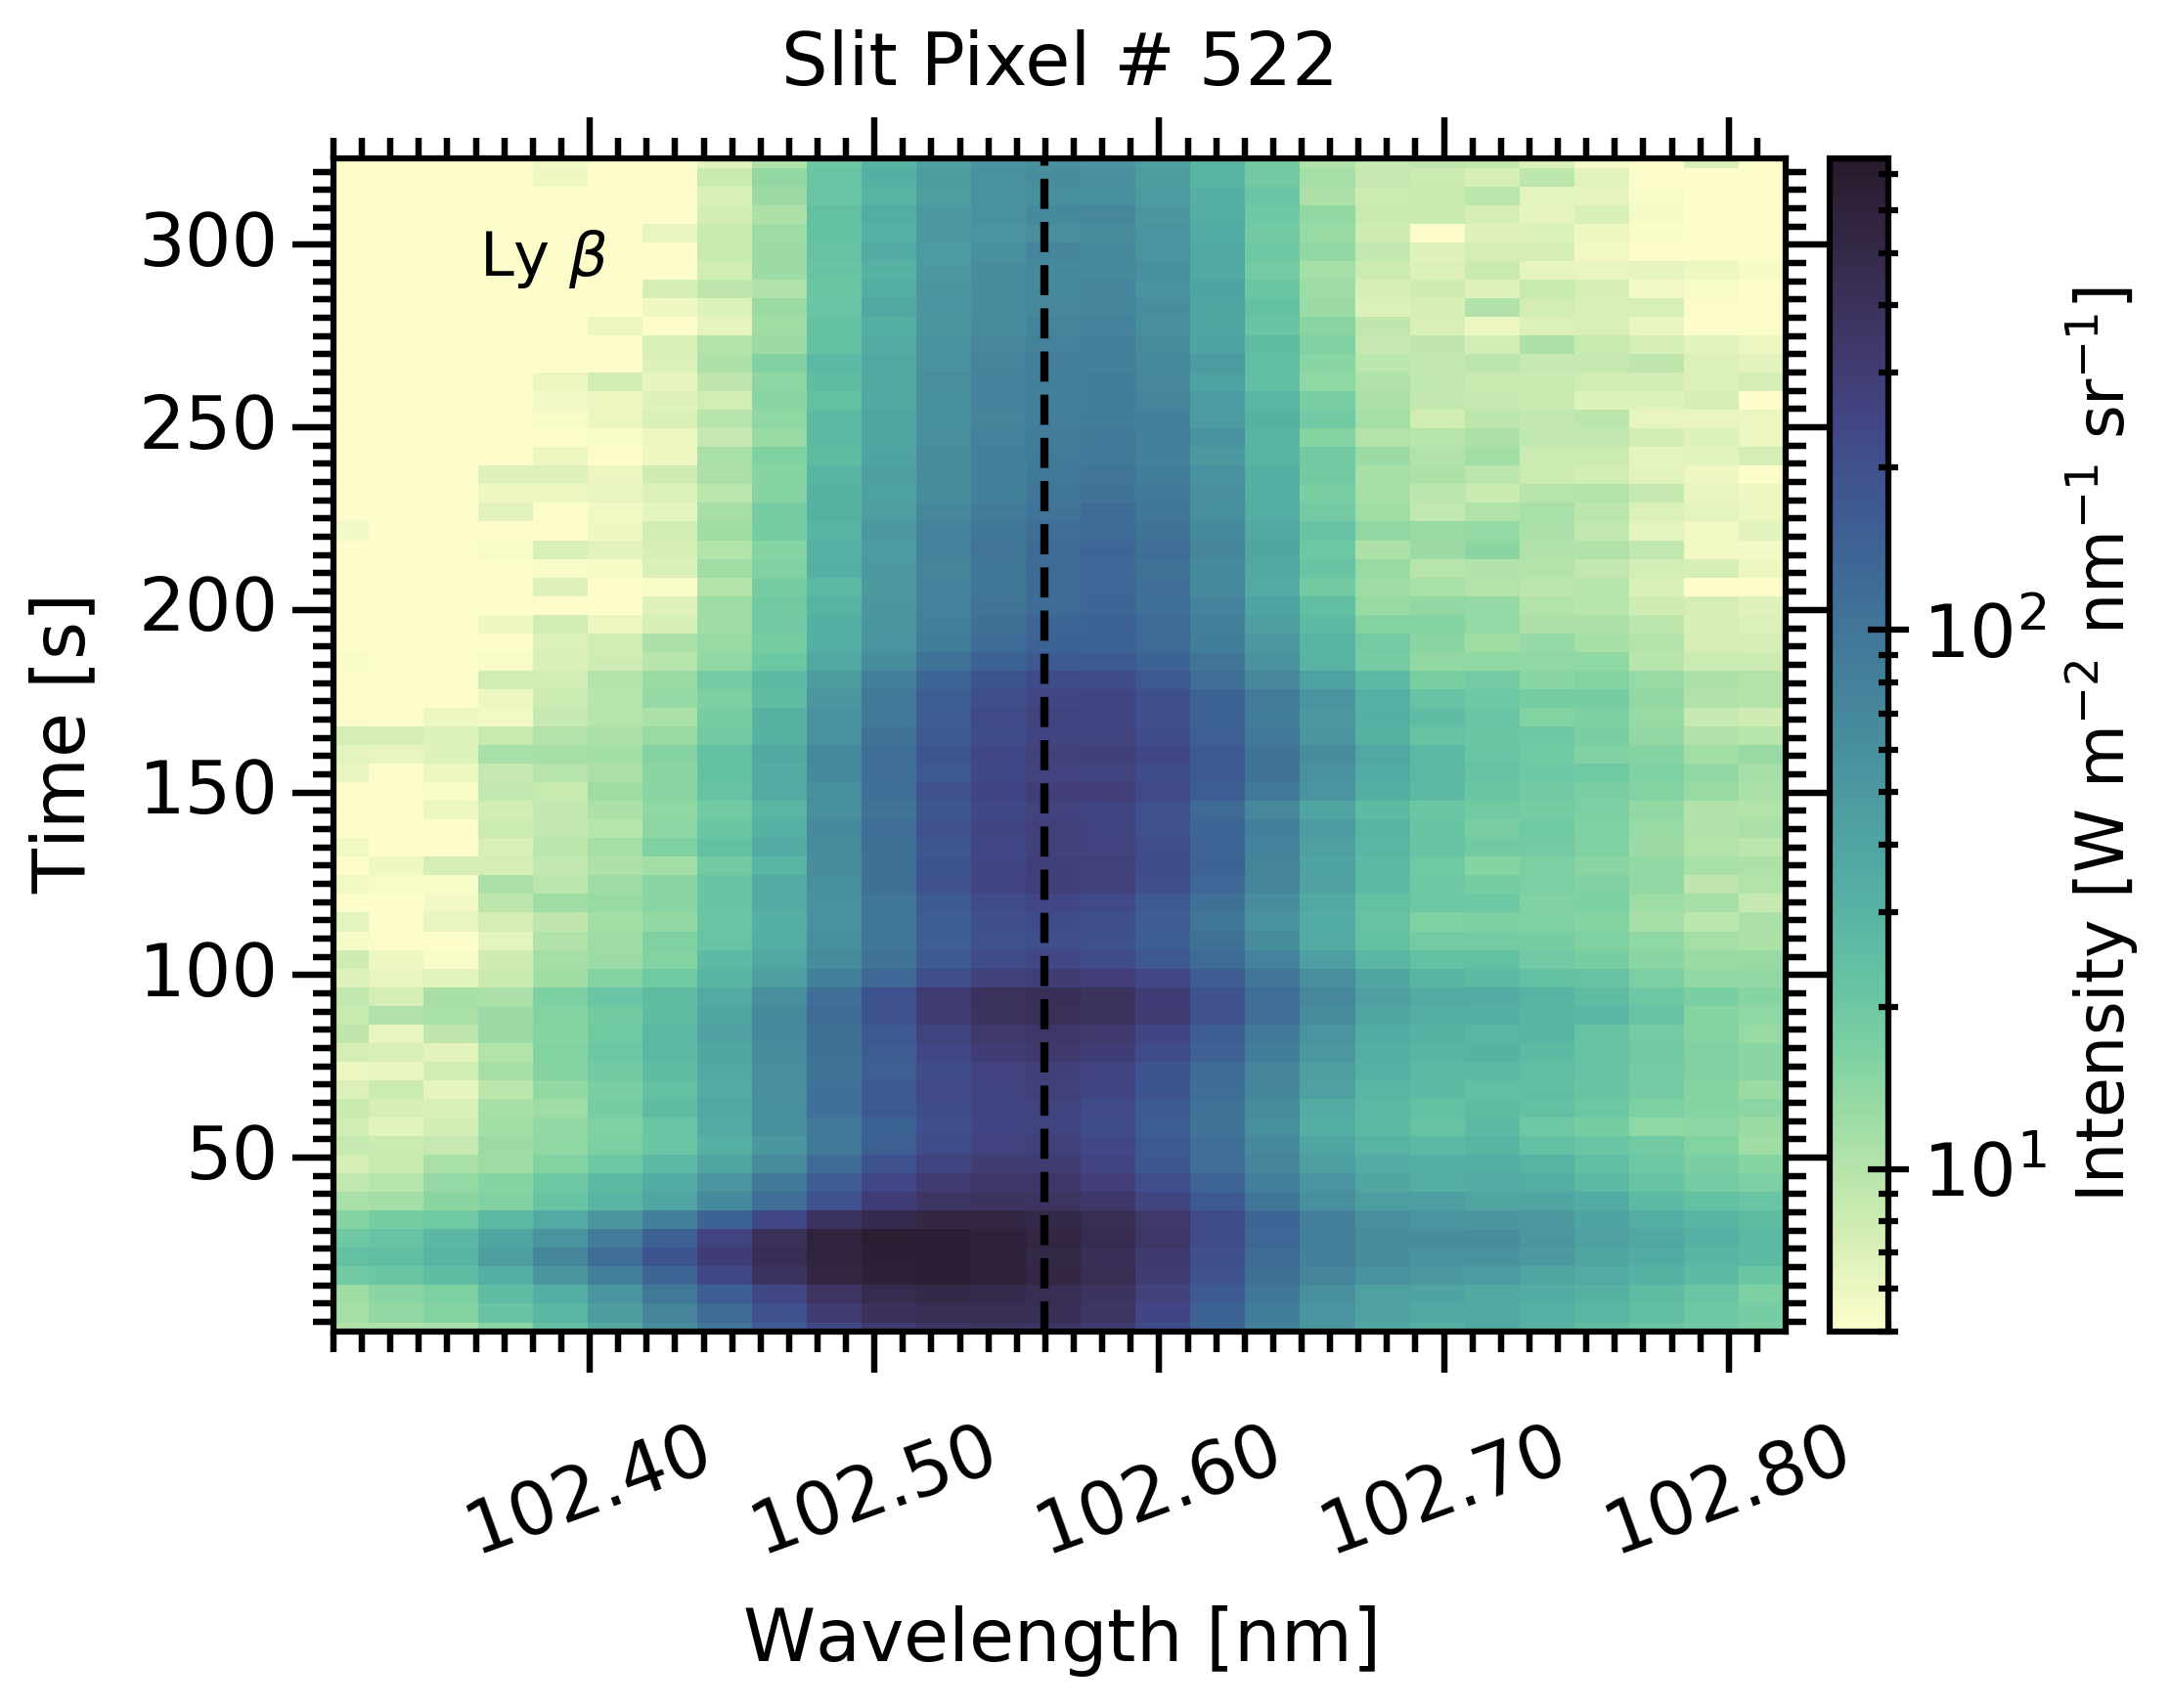 Slit Pixel # 522
Ly β
300
250
200
150
100
50
Time [s]
102.40 102.50 102.60 102.70 102.80
Wavelength [nm]
10²
10¹
Intensity [W m⁻² nm⁻¹ sr⁻¹]